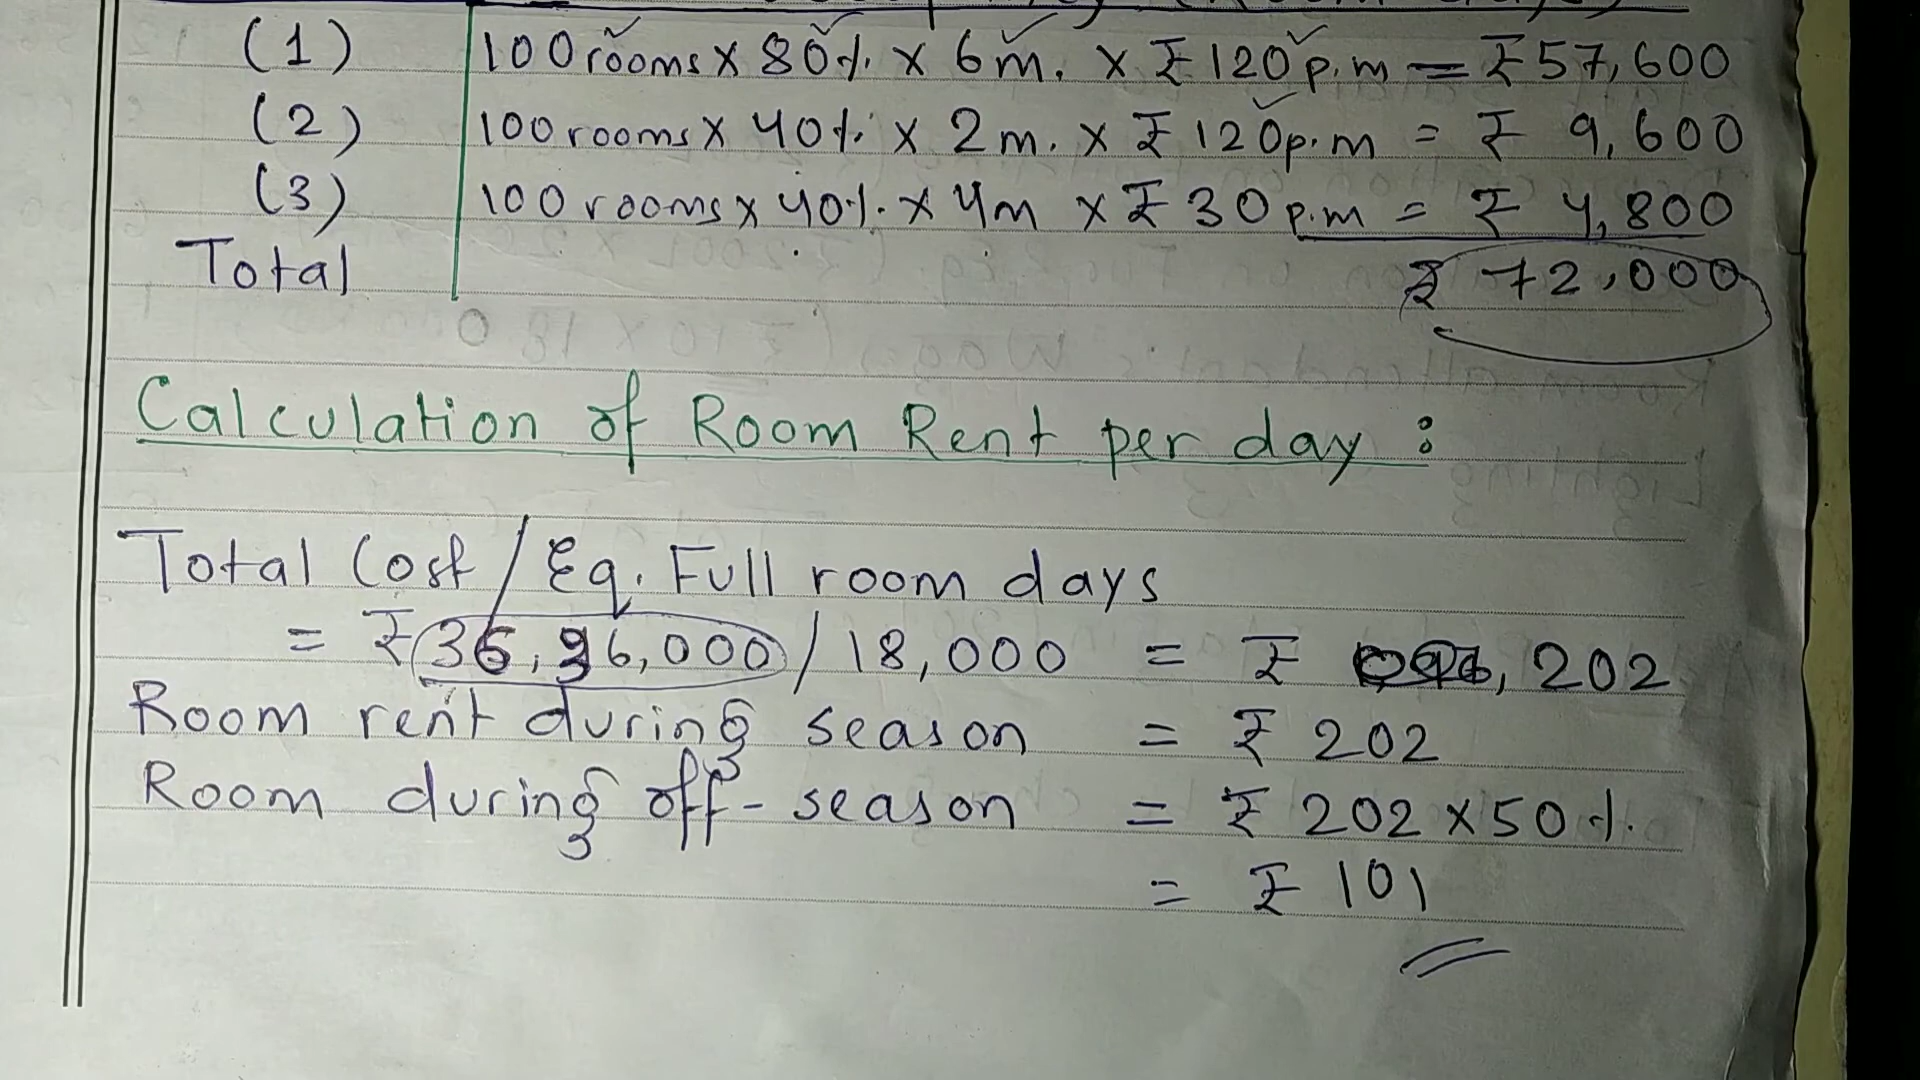 (1) 100 rooms x 80%. x 6m. x ₹ 120 p.m = ₹ 57,600
(2) 100 rooms x 40%. x 2 m. x ₹ 120 p.m = ₹ 9,600
(3) 100 rooms x 40%. x 4m x ₹ 30 p.m = ₹ 4,800
Total ₹ 72,000
Calculation of Room Rent per day :
Total Cost / Eq. Full room days
= ₹ 36,36,000 / 18,000 = ₹ 202
Room rent during season = ₹ 202
Room during off-season = ₹ 202 x 50%.
= ₹ 101